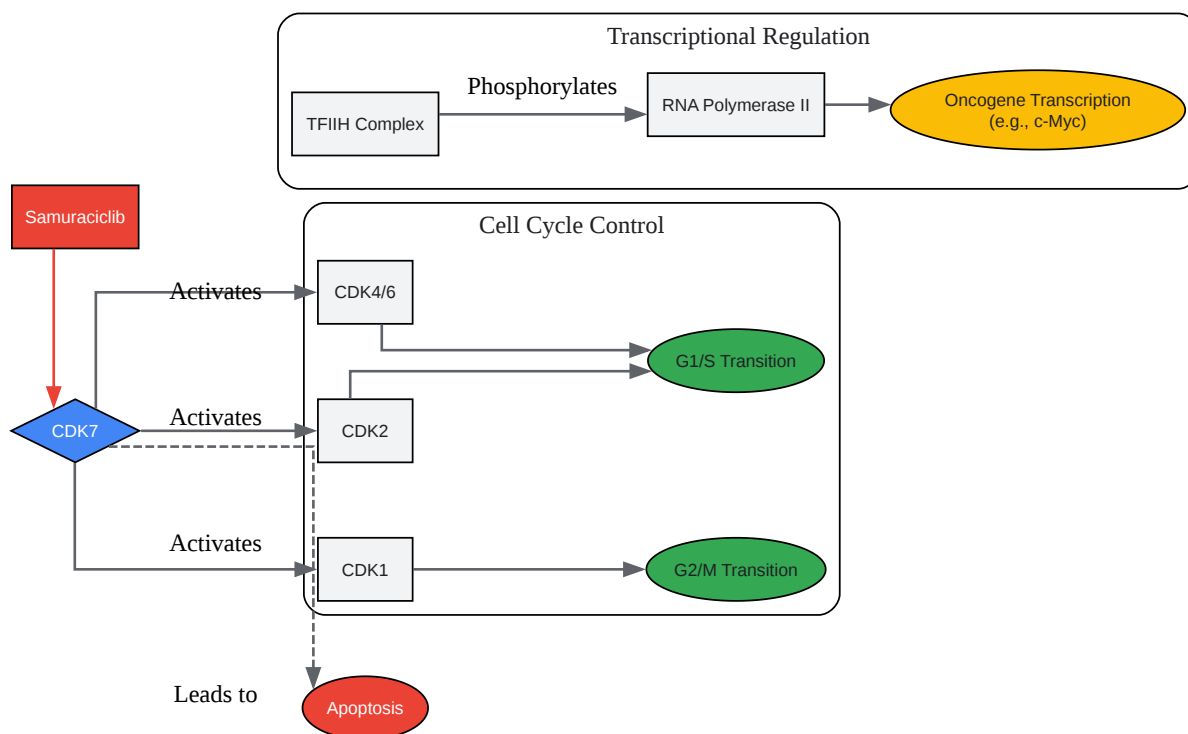 Transcriptional Regulation
Phosphorylates
TFIIH Complex
RNA Polymerase II
Oncogene Transcription
(e.g., c-Myc)
Samuraciclib
Cell Cycle Control
Activates
CDK4/6
G1/S Transition
CDK7
Activates
CDK2
Activates
CDK1
G2/M Transition
Leads to
Apoptosis